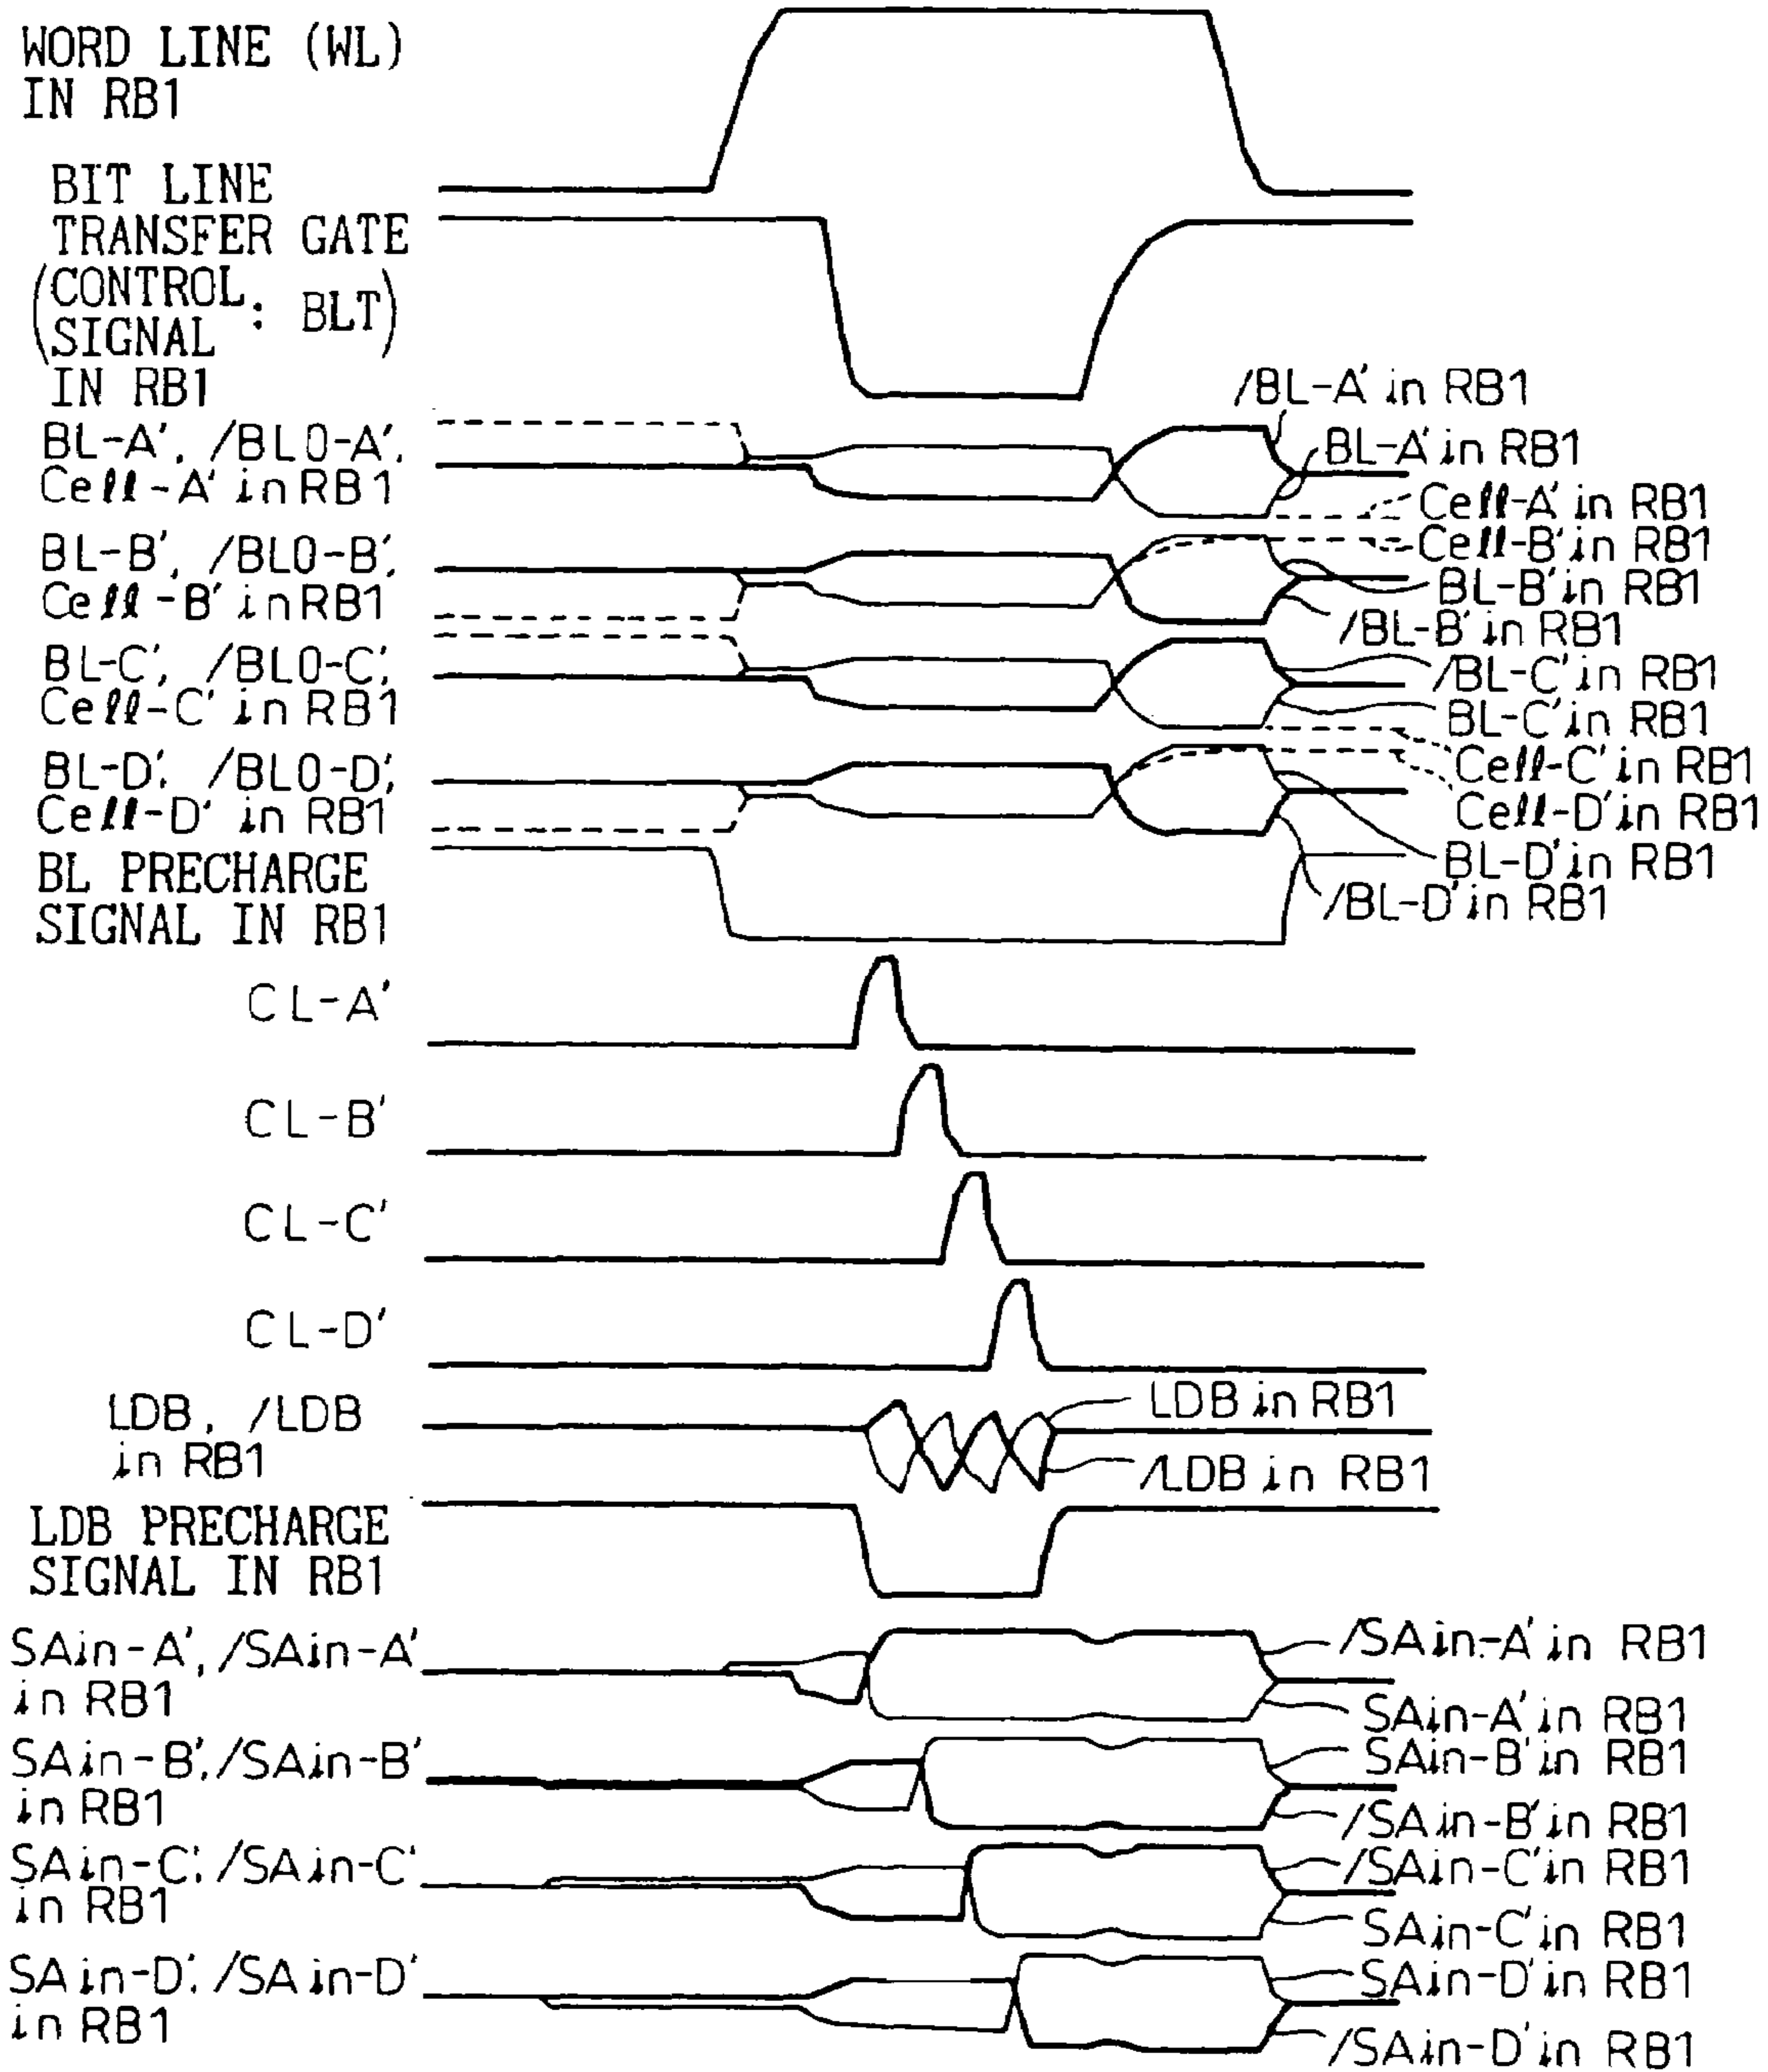 WORD LINE (WL)
IN RB1
BIT LINE
TRANSFER GATE
(CONTROL
SIGNAL : BLT)
IN RB1
/BL-A' in RB1
BL-A', /BL0-A',
Cell-A' in RB1
BL-A' in RB1
Cell-A' in RB1
Cell-B' in RB1
BL-B', /BL0-B',
Cell-B' in RB1
BL-B' in RB1
/BL-B' in RB1
BL-C', /BL0-C',
Cell-C' in RB1
/BL-C' in RB1
BL-C' in RB1
Cell-C' in RB1
Cell-D' in RB1
BL-D', /BL0-D',
Cell-D' in RB1
BL-D' in RB1
/BL-D' in RB1
BL PRECHARGE
SIGNAL IN RB1
CL-A'
CL-B'
CL-C'
CL-D'
LDB, /LDB
in RB1
LDB in RB1
/LDB in RB1
LDB PRECHARGE
SIGNAL IN RB1
SAin-A', /SAin-A'
in RB1
/SAin-A' in RB1
SAin-A' in RB1
SAin-B', /SAin-B'
in RB1
SAin-B' in RB1
/SAin-B' in RB1
SAin-C', /SAin-C'
in RB1
/SAin-C' in RB1
SAin-C' in RB1
SAin-D', /SAin-D'
in RB1
SAin-D' in RB1
/SAin-D' in RB1